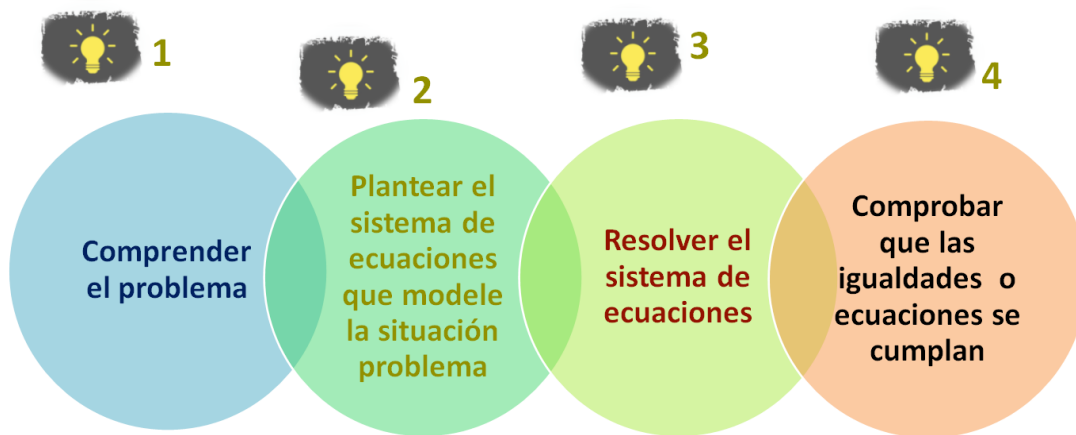 1
2
3
4
Comprender
el problema
Plantear el
sistema de
ecuaciones
que modele
la situación
problema
Resolver el
sistema de
ecuaciones
Comprobar
que las
igualdades o
ecuaciones se
cumplan